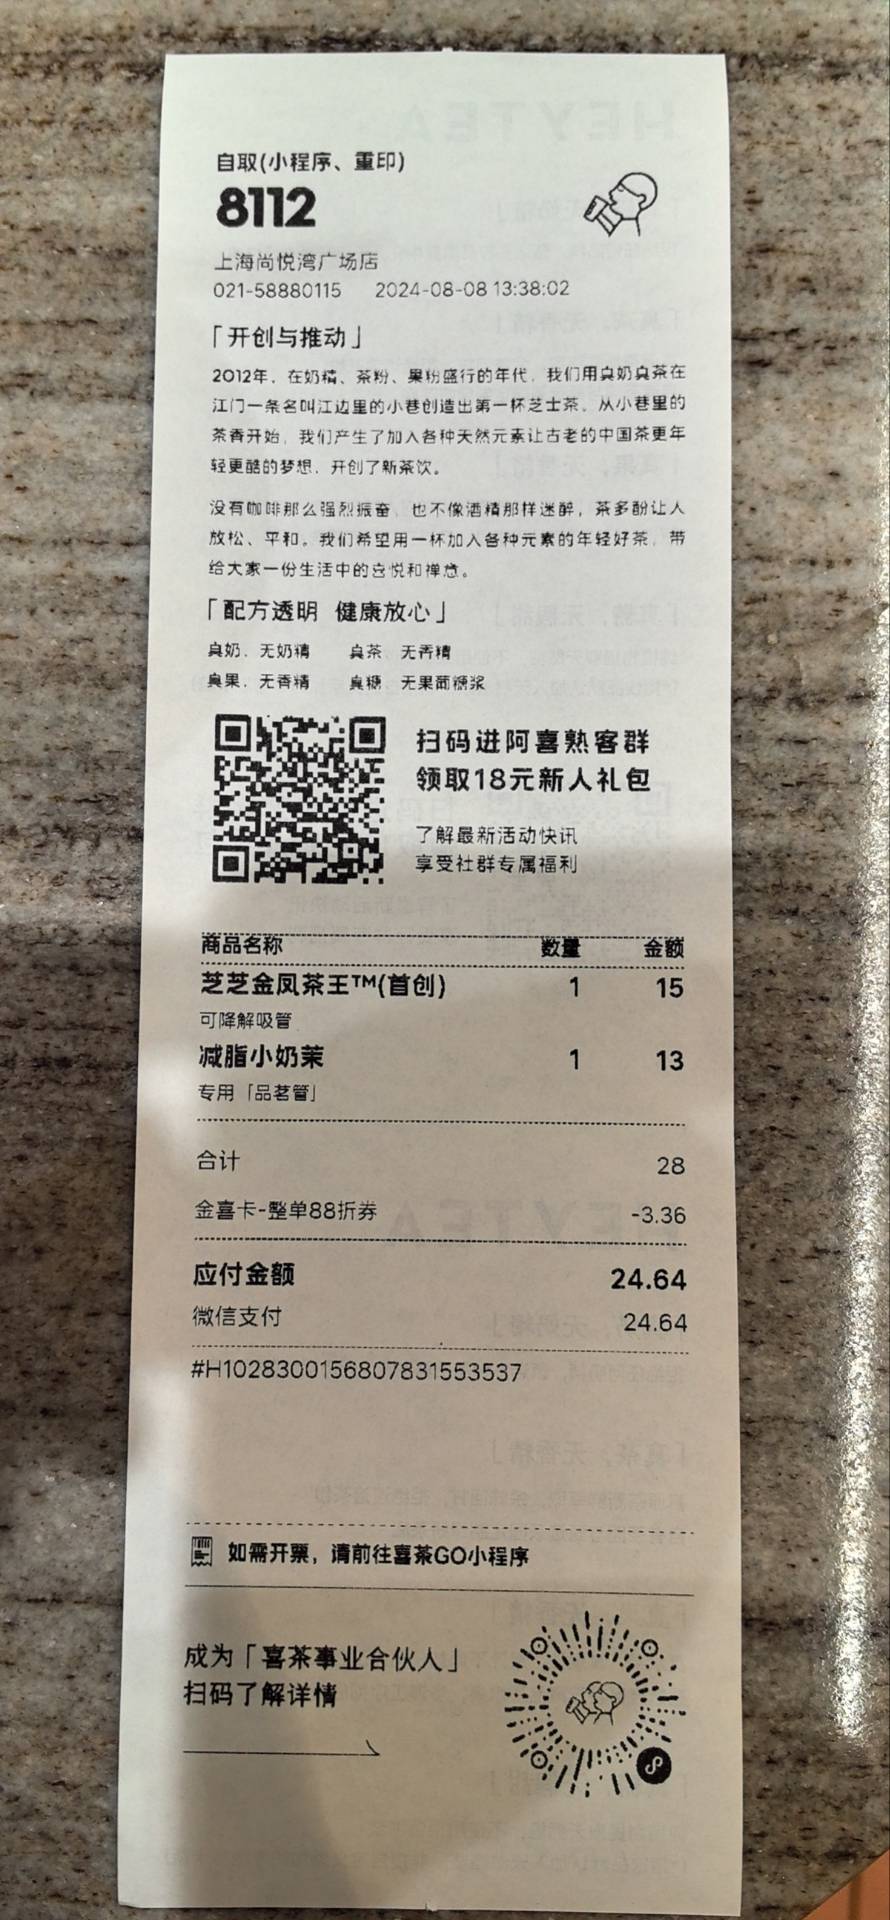 自取(小程序、重印)
8112
上海尚悦湾广场店
021-58880115 2024-08-08 13:38:02
「开创与推动」
2012年，在奶精、茶粉、果粉盛行的年代，我们用真奶真茶在
江门一条名叫江边里的小巷创造出第一杯芝士茶。从小巷里的
茶香开始，我们产生了加入各种天然元素让古老的中国茶更年
轻更酷的梦想，开创了新茶饮。
没有咖啡那么强烈振奋，也不像酒精那样迷醉，茶多酚让人
放松、平和。我们希望用一杯加入各种元素的年轻好茶，带
给大家一份生活中的喜悦和禅意。
「配方透明 健康放心」
真奶，无奶精 真茶，无香精
真果，无香精 真糖，无果葡糖浆
扫码进阿喜熟客群
领取18元新人礼包
了解最新活动快讯
享受社群专属福利
商品名称 数量 金额
芝芝金凤茶王™(首创) 1 15
可降解吸管
减脂小奶茉 1 13
专用「品茗管」
合计 28
金喜卡-整单88折券 -3.36
应付金额 24.64
微信支付 24.64
#H1028300156807831553537
如需开票，请前往喜茶GO小程序
成为「喜茶事业合伙人」
扫码了解详情